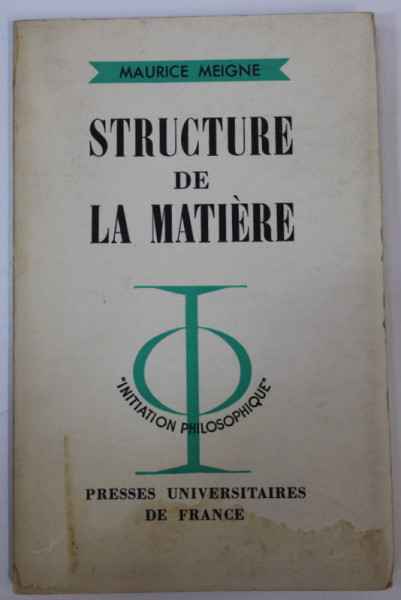 MAURICE MEIGNE
STRUCTURE
DE
LA MATIÈRE
"INITIATION PHILOSOPHIQUE"
PRESSES UNIVERSITAIRES
DE FRANCE